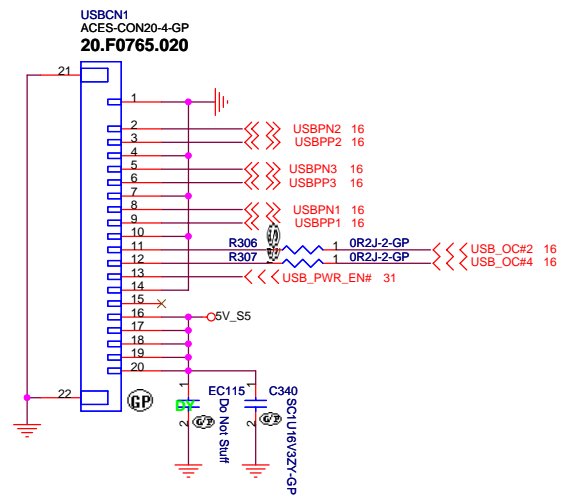 USBCN1
ACES-CON20-4-GP
20.F0765.020
21
1
2 USBPN2 16
3 USBPP2 16
4
5 USBPN3 16
6 USBPP3 16
7
8 USBPN1 16
9 USBPP1 16
10
11 R306 1 0R2J-2-GP USB_OC#2 16
12 R307 1 0R2J-2-GP USB_OC#4 16
13 USB_PWR_EN# 31
14
15
16 5V_S5
17
18
19
20
22
GP
1 EC115 1 C340
DY
2 GP 2 GP
Do Not Stuff
SC1U16V3ZY-GP